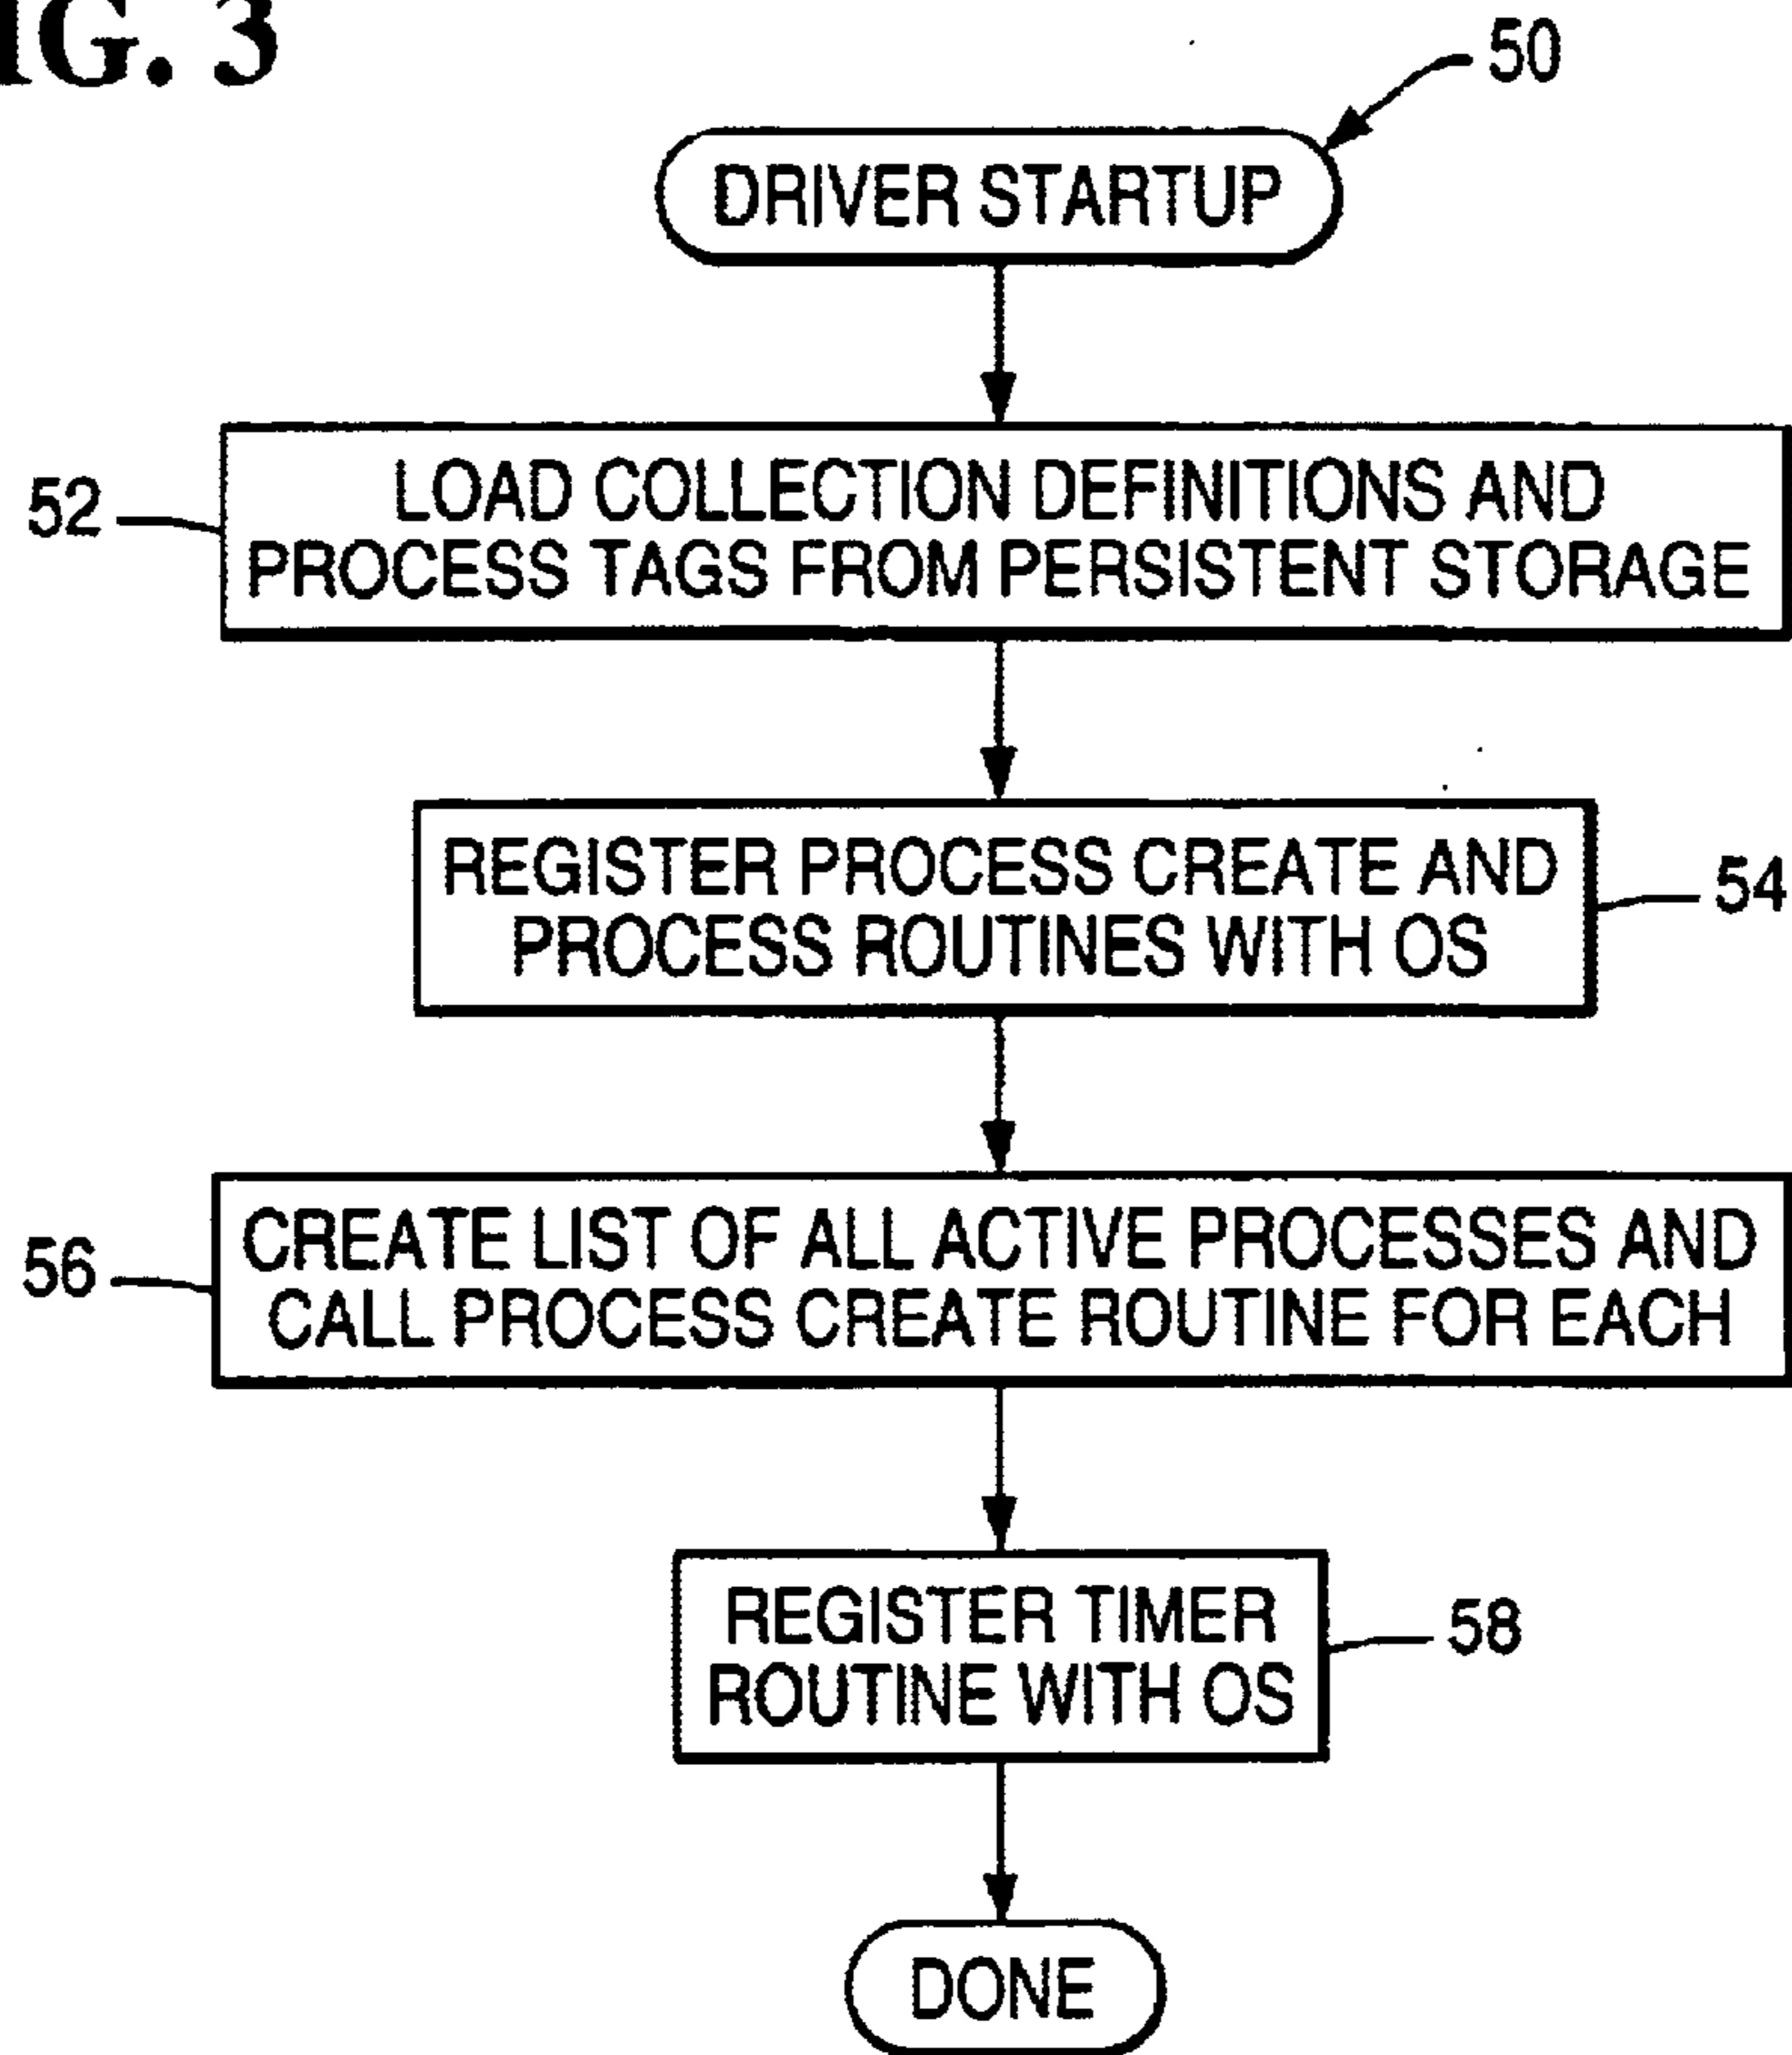 IG. 3
50
DRIVER STARTUP
52
LOAD COLLECTION DEFINITIONS AND
PROCESS TAGS FROM PERSISTENT STORAGE
REGISTER PROCESS CREATE AND
PROCESS ROUTINES WITH OS
54
56
CREATE LIST OF ALL ACTIVE PROCESSES AND
CALL PROCESS CREATE ROUTINE FOR EACH
REGISTER TIMER
ROUTINE WITH OS
58
DONE